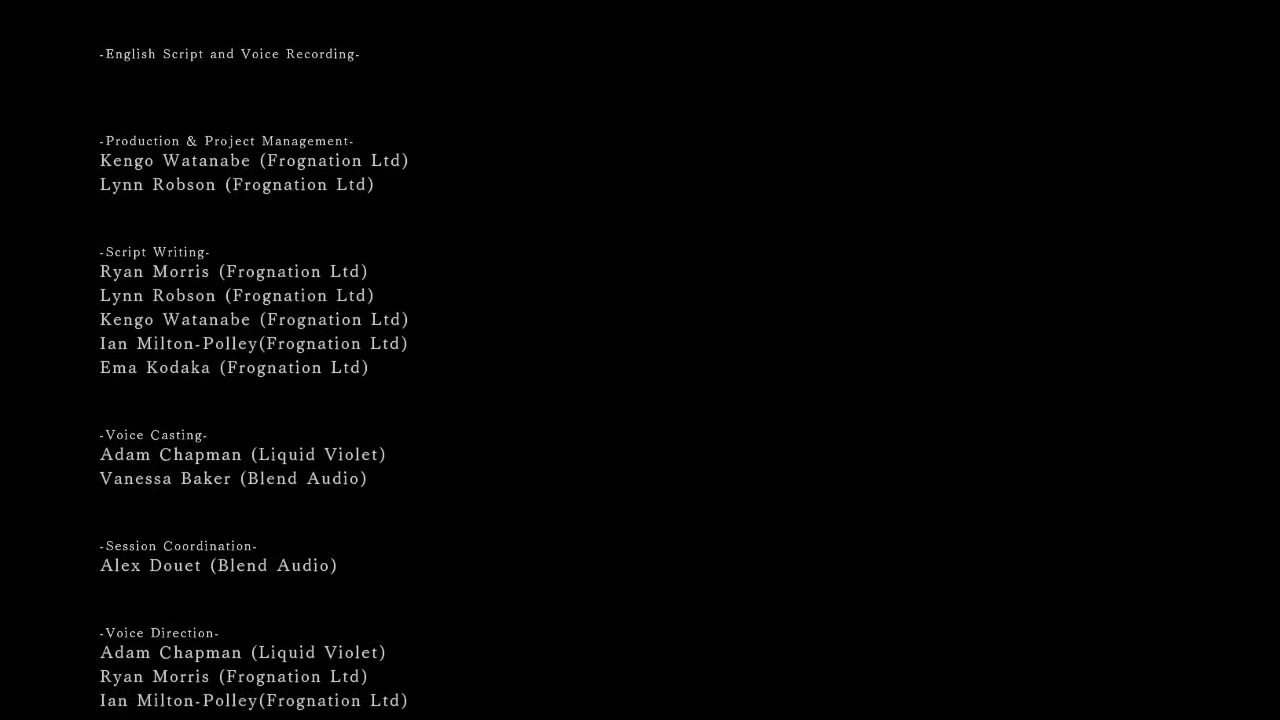 -English Script and Voice Recording-
-Production & Project Management-
Kengo Watanabe (Frognation Ltd)
Lynn Robson (Frognation Ltd)
-Script Writing-
Ryan Morris (Frognation Ltd)
Lynn Robson (Frognation Ltd)
Kengo Watanabe (Frognation Ltd)
Ian Milton-Polley(Frognation Ltd)
Ema Kodaka (Frognation Ltd)
-Voice Casting-
Adam Chapman (Liquid Violet)
Vanessa Baker (Blend Audio)
-Session Coordination-
Alex Douet (Blend Audio)
-Voice Direction-
Adam Chapman (Liquid Violet)
Ryan Morris (Frognation Ltd)
Ian Milton-Polley(Frognation Ltd)